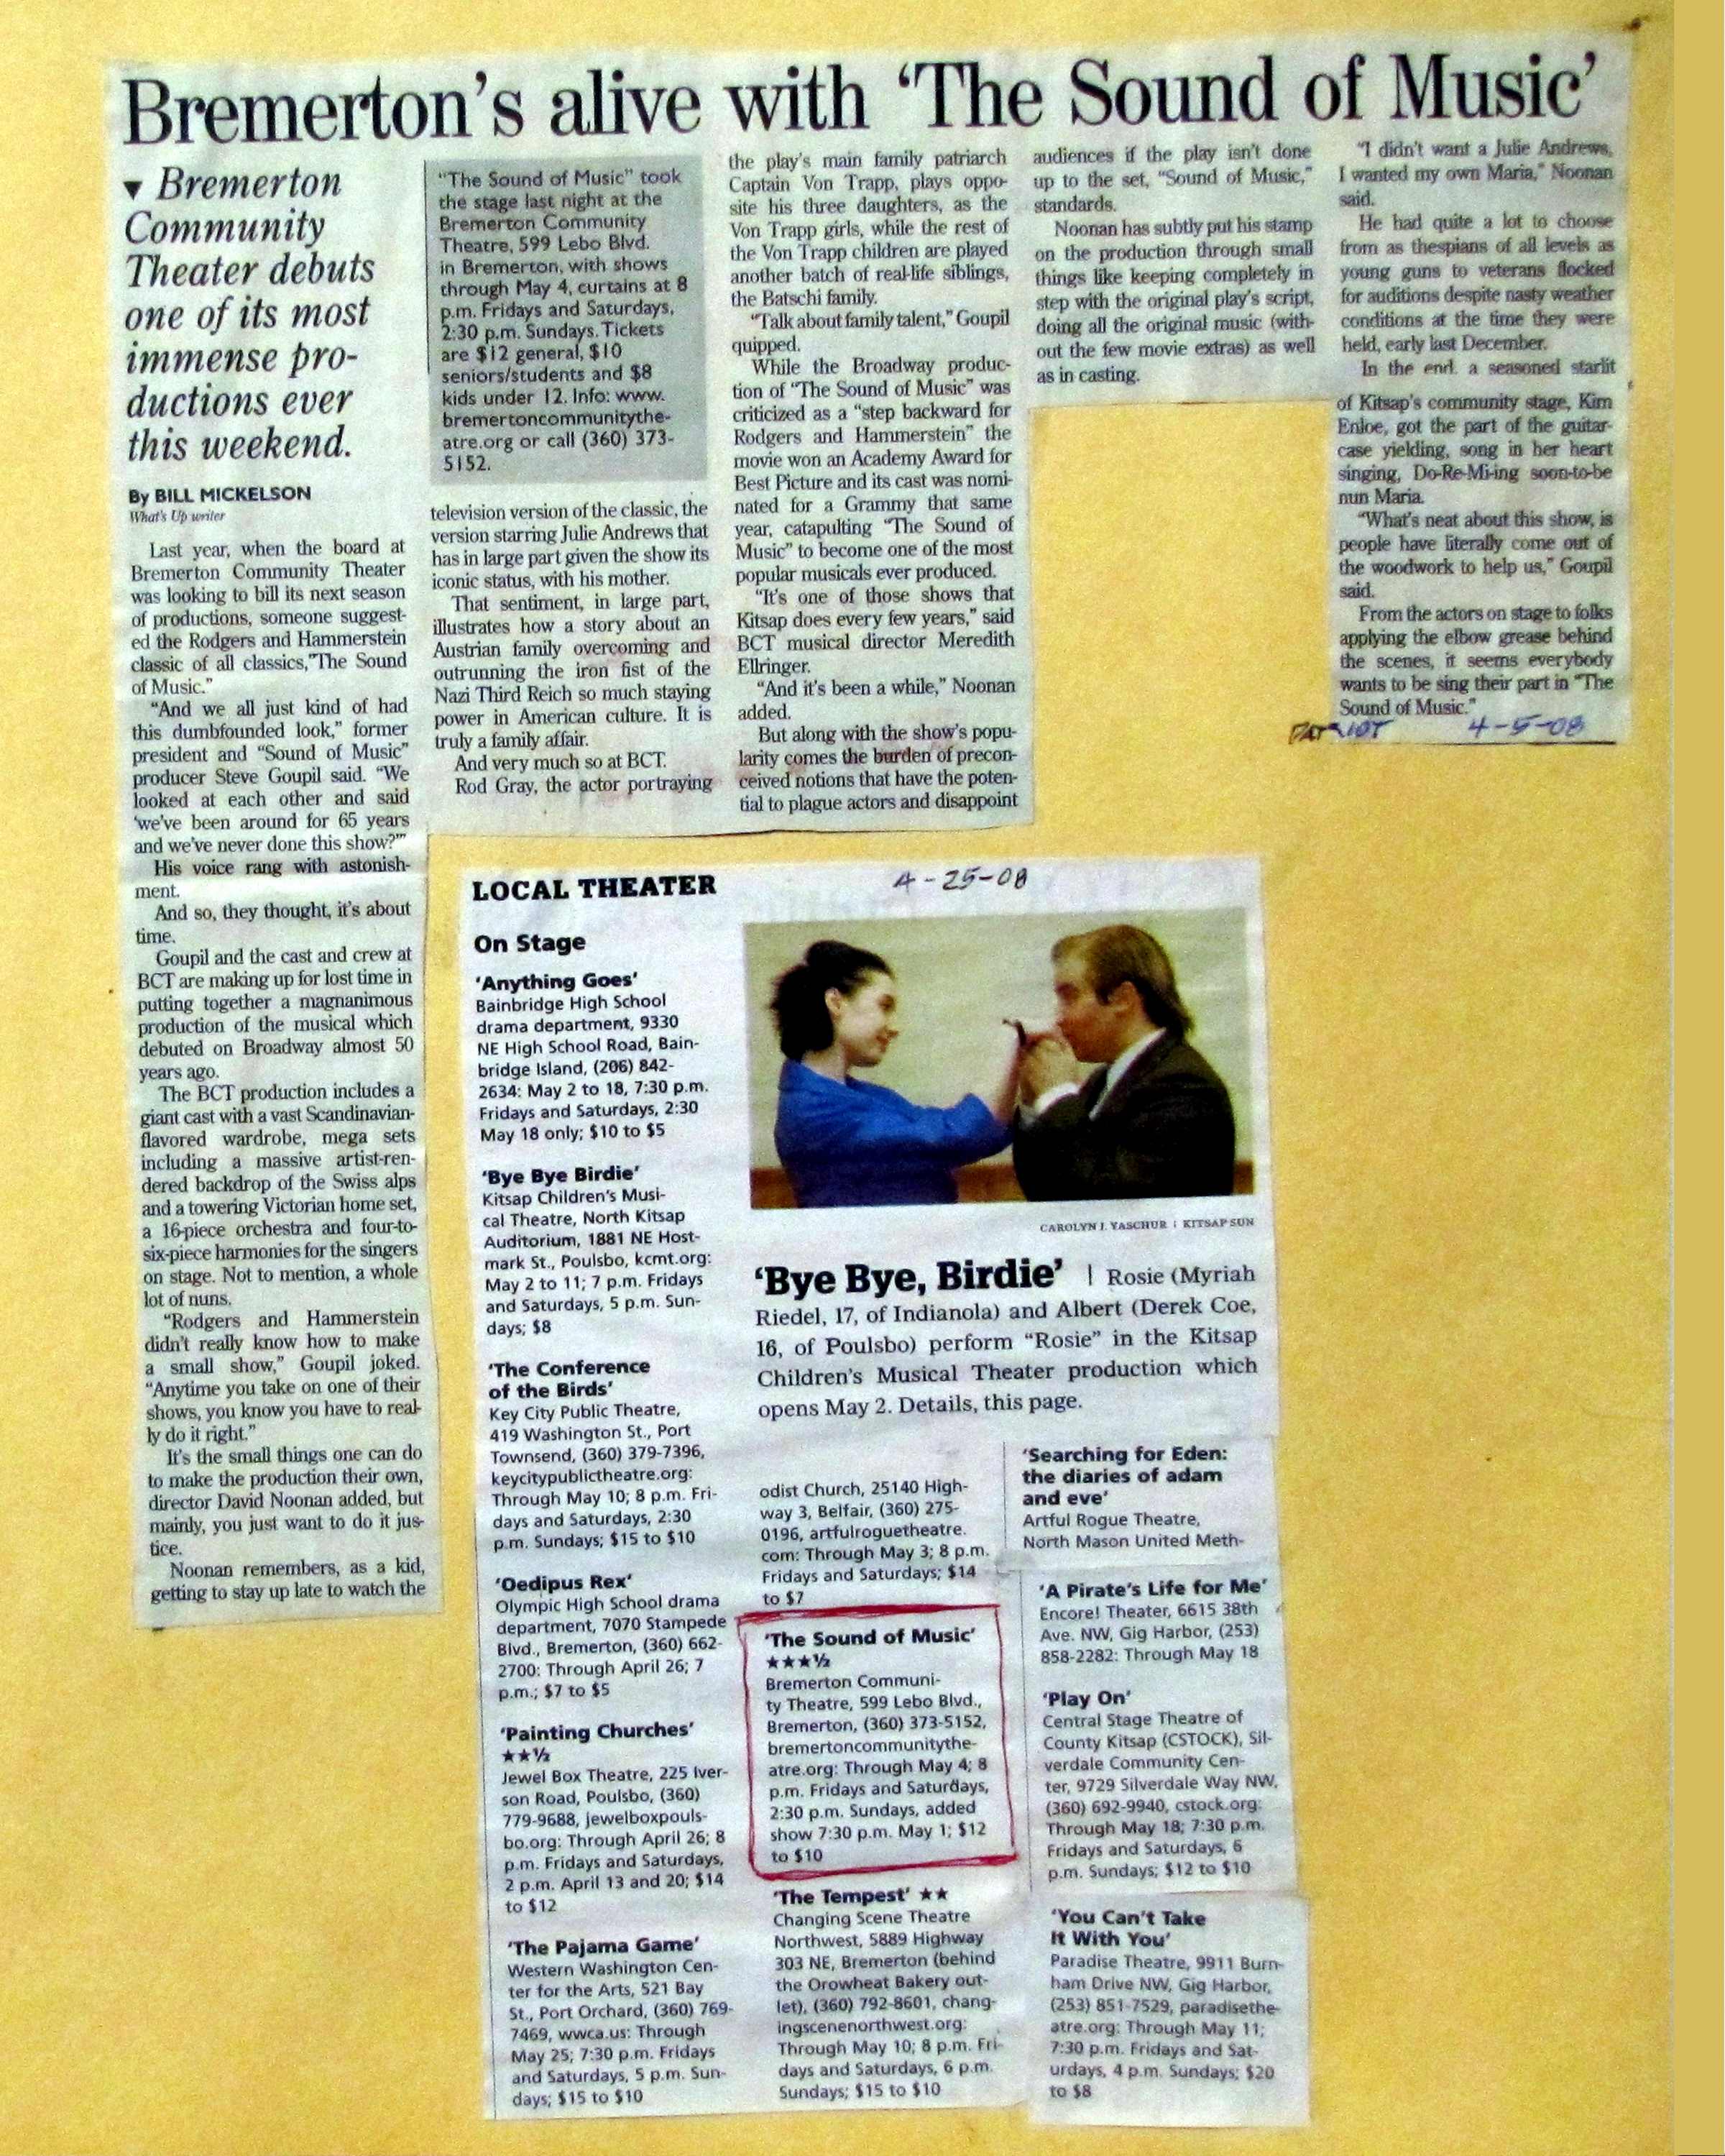 Bremerton's alive with 'The Sound of Music'
▼ Bremerton
Community
Theater debuts
one of its most
immense pro-
ductions ever
this weekend.
By BILL MICKELSON
What's Up writer
Last year, when the board at
Bremerton Community Theater
was looking to bill its next season
of productions, someone suggest-
ed the Rodgers and Hammerstein
classic of all classics,"The Sound
of Music."
"And we all just kind of had
this dumbfounded look," former
president and "Sound of Music"
producer Steve Goupil said. "We
looked at each other and said
'we've been around for 65 years
and we've never done this show?'"
His voice rang with astonish-
ment.
And so, they thought, it's about
time.
Goupil and the cast and crew at
BCT are making up for lost time in
putting together a magnanimous
production of the musical which
debuted on Broadway almost 50
years ago.
The BCT production includes a
giant cast with a vast Scandinavian-
flavored wardrobe, mega sets
including a massive artist-ren-
dered backdrop of the Swiss alps
and a towering Victorian home set,
a 16-piece orchestra and four-to-
six-piece harmonies for the singers
on stage. Not to mention, a whole
lot of nuns.
"Rodgers and Hammerstein
didn't really know how to make
a small show," Goupil joked.
"Anytime you take on one of their
shows, you know you have to real-
ly do it right."
It's the small things one can do
to make the production their own,
director David Noonan added, but
mainly, you just want to do it jus-
tice.
Noonan remembers, as a kid,
getting to stay up late to watch the
"The Sound of Music" took
the stage last night at the
Bremerton Community
Theatre, 599 Lebo Blvd.
in Bremerton, with shows
through May 4, curtains at 8
p.m. Fridays and Saturdays,
2:30 p.m. Sundays. Tickets
are $12 general, $10
seniors/students and $8
kids under 12. Info: www.
bremertoncommunitythe-
atre.org or call (360) 373-
5152.
television version of the classic, the
version starring Julie Andrews that
has in large part given the show its
iconic status, with his mother.
That sentiment, in large part,
illustrates how a story about an
Austrian family overcoming and
outrunning the iron fist of the
Nazi Third Reich so much staying
power in American culture. It is
truly a family affair.
And very much so at BCT.
Rod Gray, the actor portraying
the play's main family patriarch
Captain Von Trapp, plays oppo-
site his three daughters, as the
Von Trapp girls, while the rest of
the Von Trapp children are played
another batch of real-life siblings,
the Batschi family.
"Talk about family talent," Goupil
quipped.
While the Broadway produc-
tion of "The Sound of Music" was
criticized as a "step backward for
Rodgers and Hammerstein" the
movie won an Academy Award for
Best Picture and its cast was nomi-
nated for a Grammy that same
year, catapulting "The Sound of
Music" to become one of the most
popular musicals ever produced.
"It's one of those shows that
Kitsap does every few years," said
BCT musical director Meredith
Ellringer.
"And it's been a while," Noonan
added.
But along with the show's popu-
larity comes the burden of precon-
ceived notions that have the poten-
tial to plague actors and disappoint
audiences if the play isn't done
up to the set, "Sound of Music,"
standards.
Noonan has subtly put his stamp
on the production through small
things like keeping completely in
step with the original play's script,
doing all the original music (with-
out the few movie extras) as well
as in casting.
"I didn't want a Julie Andrews,
I wanted my own Maria," Noonan
said.
He had quite a lot to choose
from as thespians of all levels as
young guns to veterans flocked
for auditions despite nasty weather
conditions at the time they were
held, early last December.
In the end, a seasoned starlit
of Kitsap's community stage, Kim
Enloe, got the part of the guitar-
case yielding, song in her heart
singing, Do-Re-Mi-ing soon-to-be
nun Maria.
"What's neat about this show, is
people have literally come out of
the woodwork to help us," Goupil
said.
From the actors on stage to folks
applying the elbow grease behind
the scenes, it seems everybody
wants to be sing their part in "The
Sound of Music."
PATRIOT 4-5-08
LOCAL THEATER
4-25-08
On Stage
'Anything Goes'
Bainbridge High School
drama department, 9330
NE High School Road, Bain-
bridge Island, (206) 842-
2634: May 2 to 18, 7:30 p.m.
Fridays and Saturdays, 2:30
May 18 only; $10 to $5
'Bye Bye Birdie'
Kitsap Children's Musi-
cal Theatre, North Kitsap
Auditorium, 1881 NE Host-
mark St., Poulsbo, kcmt.org:
May 2 to 11; 7 p.m. Fridays
and Saturdays, 5 p.m. Sun-
days; $8
'The Conference
of the Birds'
Key City Public Theatre,
419 Washington St., Port
Townsend, (360) 379-7396,
keycitypublictheatre.org:
Through May 10; 8 p.m. Fri-
days and Saturdays, 2:30
p.m. Sundays; $15 to $10
'Oedipus Rex'
Olympic High School drama
department, 7070 Stampede
Blvd., Bremerton, (360) 662-
2700: Through April 26; 7
p.m.; $7 to $5
'Painting Churches'
★★½
Jewel Box Theatre, 225 Iver-
son Road, Poulsbo, (360)
779-9688, jewelboxpouls-
bo.org: Through April 26; 8
p.m. Fridays and Saturdays,
2 p.m. April 13 and 20; $14
to $12
'The Pajama Game'
Western Washington Cen-
ter for the Arts, 521 Bay
St., Port Orchard, (360) 769-
7469, wwca.us: Through
May 25; 7:30 p.m. Fridays
and Saturdays, 5 p.m. Sun-
days; $15 to $10
CAROLYN J. YASCHUR | KITSAP SUN
'Bye Bye, Birdie' | Rosie (Myriah
Riedel, 17, of Indianola) and Albert (Derek Coe,
16, of Poulsbo) perform "Rosie" in the Kitsap
Children's Musical Theater production which
opens May 2. Details, this page.
'Searching for Eden:
the diaries of adam
and eve'
Artful Rogue Theatre,
North Mason United Meth-
odist Church, 25140 High-
way 3, Belfair, (360) 275-
0196, artfulroguetheatre.
com: Through May 3; 8 p.m.
Fridays and Saturdays; $14
to $7
'The Sound of Music'
★★★½
Bremerton Communi-
ty Theatre, 599 Lebo Blvd.,
Bremerton, (360) 373-5152,
bremertoncommunitythe-
atre.org: Through May 4; 8
p.m. Fridays and Saturdays,
2:30 p.m. Sundays, added
show 7:30 p.m. May 1; $12
to $10
'The Tempest' ★★
Changing Scene Theatre
Northwest, 5889 Highway
303 NE, Bremerton (behind
the Orowheat Bakery out-
let), (360) 792-8601, chang-
ingscenenorthwest.org:
Through May 10; 8 p.m. Fri-
days and Saturdays, 6 p.m.
Sundays; $15 to $10
'A Pirate's Life for Me'
Encore! Theater, 6615 38th
Ave. NW, Gig Harbor, (253)
858-2282: Through May 18
'Play On'
Central Stage Theatre of
County Kitsap (CSTOCK), Sil-
verdale Community Cen-
ter, 9729 Silverdale Way NW,
(360) 692-9940, cstock.org:
Through May 18; 7:30 p.m.
Fridays and Saturdays, 6
p.m. Sundays; $12 to $10
'You Can't Take
It With You'
Paradise Theatre, 9911 Burn-
ham Drive NW, Gig Harbor,
(253) 851-7529, paradisethe-
atre.org: Through May 11;
7:30 p.m. Fridays and Sat-
urdays, 4 p.m. Sundays; $20
to $8